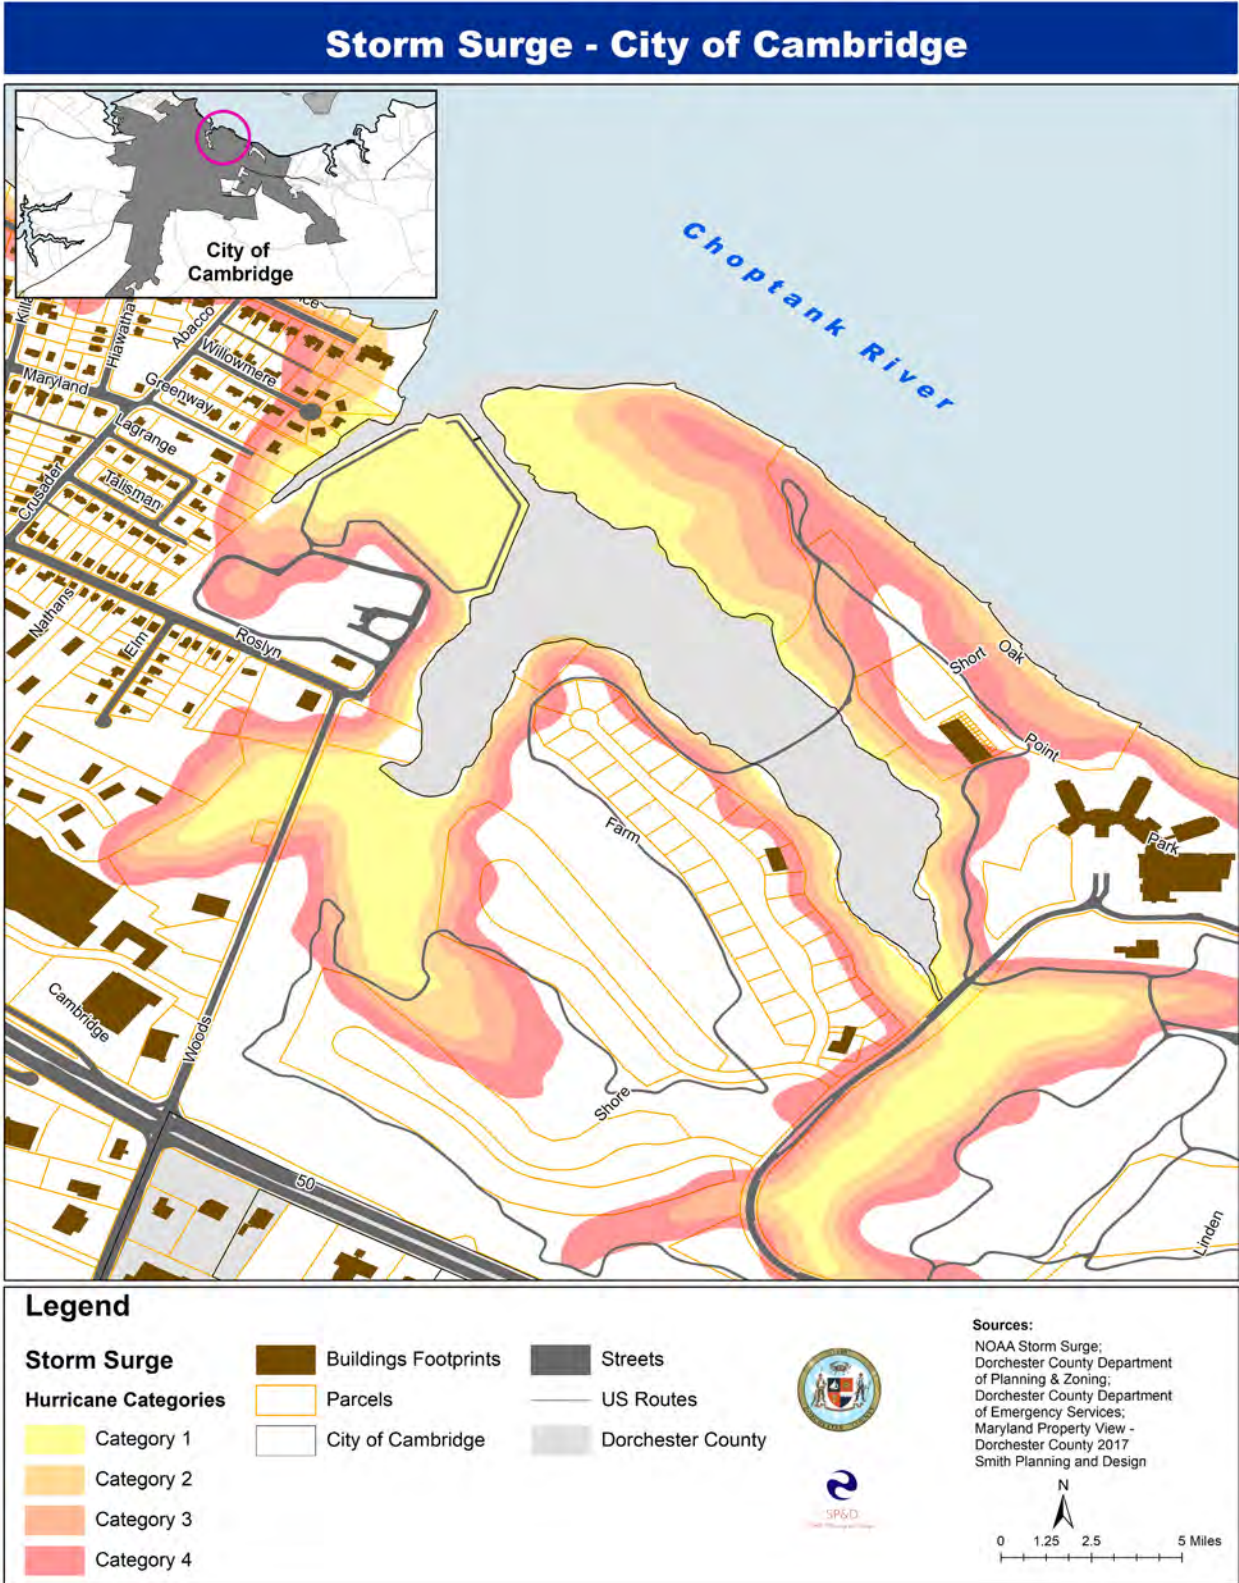 Storm Surge - City of Cambridge
City of
Cambridge
Choptank River
Hiawatha
Abacco
Willowmere
Maryland
Greenway
Lagrange
Crusader
Talisman
Nathans
Elm
Roslyn
Short
Oak
Point
Park
Farm
Cambridge
Woods
Shore
50
Linden
Legend
Storm Surge
Hurricane Categories
Category 1
Category 2
Category 3
Category 4
Buildings Footprints
Parcels
City of Cambridge
Streets
US Routes
Dorchester County
SP&D
Sources:
NOAA Storm Surge;
Dorchester County Department
of Planning & Zoning;
Dorchester County Department
of Emergency Services;
Maryland Property View -
Dorchester County 2017
Smith Planning and Design
N
0 1.25 2.5 5 Miles